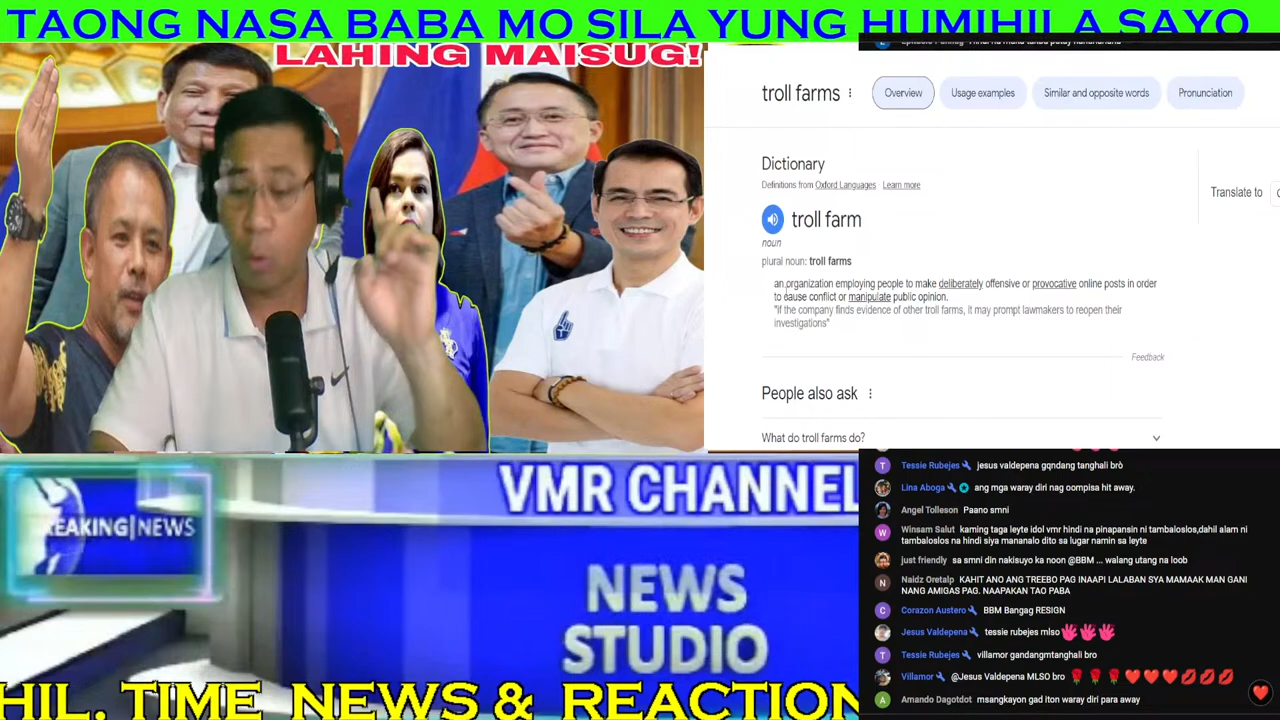 TAONG NASA BABA MO SILA YUNG HUMIHILA SAYO
LAHING MAISUG!
troll farms
Overview
Usage examples
Similar and opposite words
Pronunciation
Dictionary
Definitions from Oxford Languages · Learn more
Translate to
troll farm
noun
plural noun: troll farms
an organization employing people to make deliberately offensive or provocative online posts in order
to cause conflict or manipulate public opinion.
"if the company finds evidence of other troll farms, it may prompt lawmakers to reopen their
investigations"
Feedback
People also ask
What do troll farms do?
VMR CHANNEL
REAKING|NEWS
NEWS
STUDIO
HIL. TIME NEWS & REACTION
Tessie Rubejes jesus valdepena gqndang tanghali brò
Lina Aboga ang mga waray diri nag oompisa hit away.
Angel Tolleson Paano smni
Winsam Salut kaming taga leyte idol vmr hindi na pinapansin ni tambaloslos,dahil alam ni
tambaloslos na hindi siya mananalo dito sa lugar namin sa leyte
just friendly sa smni din nakisuyo ka noon @BBM ... walang utang na loob
Naidz Oretalp KAHIT ANO ANG TREEBO PAG INAAPI LALABAN SYA MAMAAK MAN GANI
NANG AMIGAS PAG. NAAPAKAN TAO PABA
Corazon Austero BBM Bangag RESIGN
Jesus Valdepena tessie rubejes mlso
Tessie Rubejes villamor gandangmtanghali bro
Villamor @Jesus Valdepena MLSO bro
Amando Dagotdot msangkayon gad iton waray diri para away